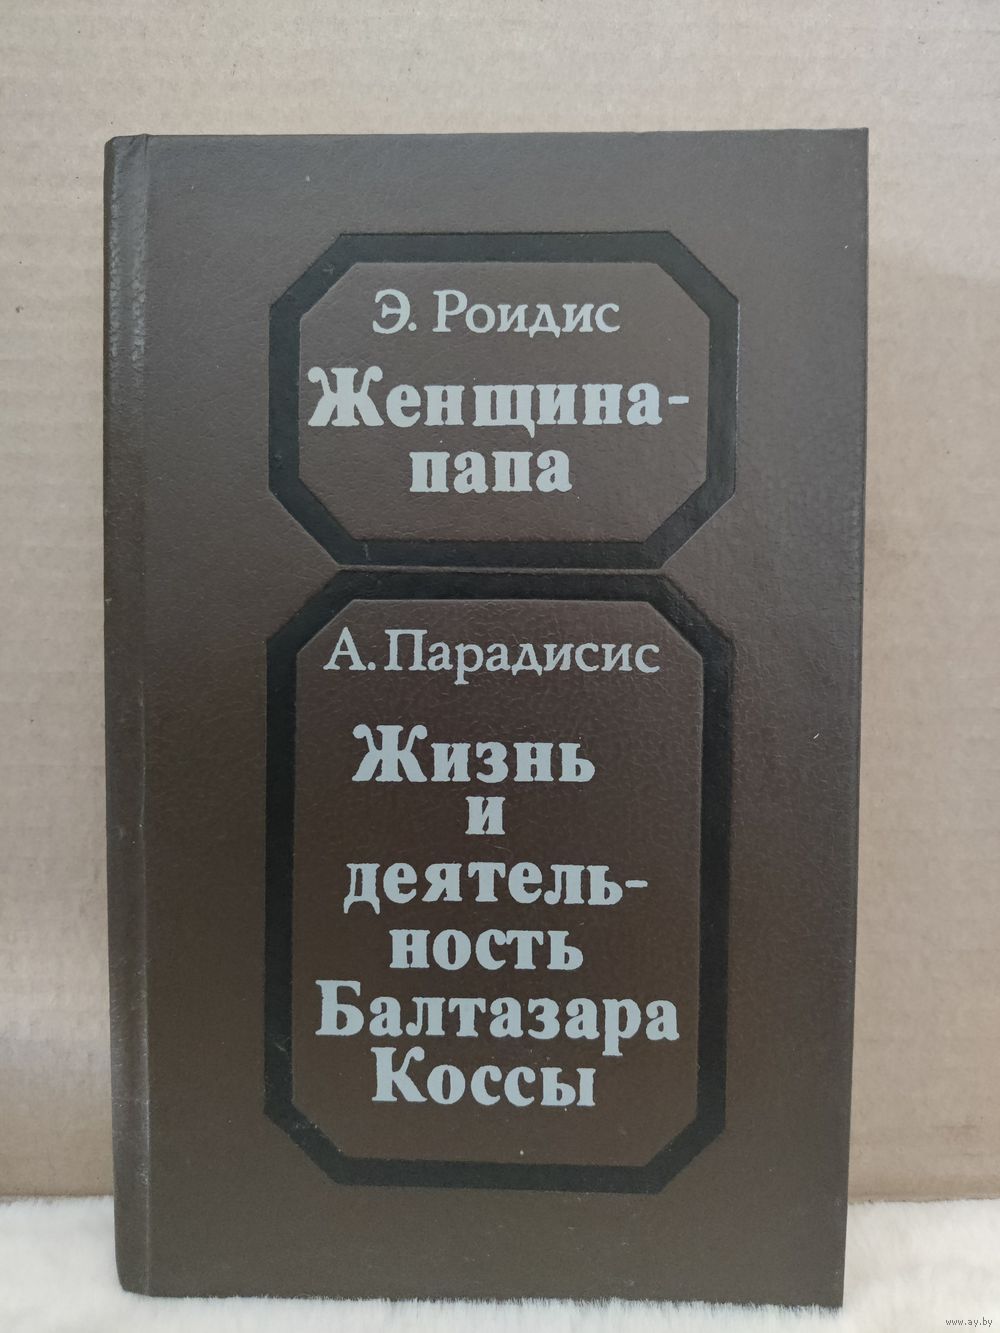 Э. Роидис
Женщина-
папа
А. Парадисис
Жизнь
и
деятель-
ность
Балтазара
Коссы
www.ay.by